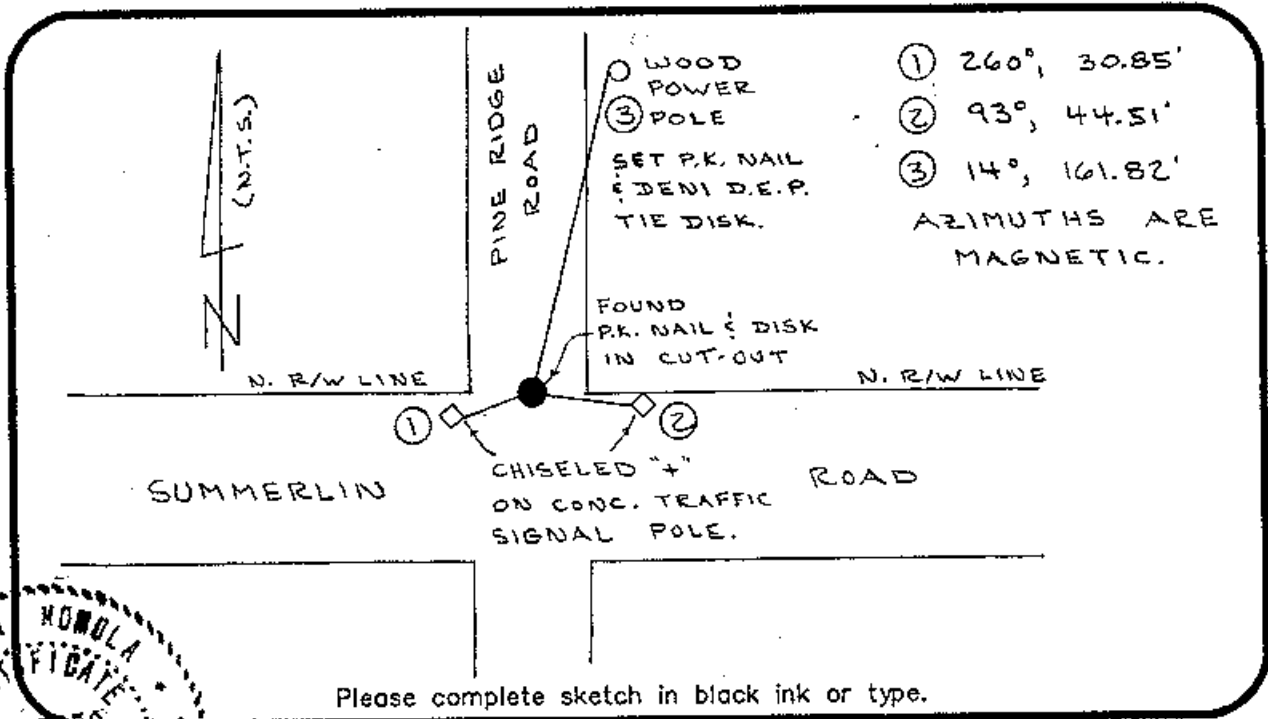 (N.T.S.)
N
PINE RIDGE
ROAD
WOOD
POWER
③ POLE
SET P.K. NAIL
& DENI D.E.P.
TIE DISK.
① 260°, 30.85'
② 93°, 44.51'
③ 14°, 161.82'
AZIMUTHS ARE
MAGNETIC.
FOUND
P.K. NAIL & DISK
IN CUT-OUT
N. R/W LINE
N. R/W LINE
①
②
CHISELED "+"
ON CONC. TRAFFIC
SIGNAL POLE.
SUMMERLIN ROAD
MOMOLA
Please complete sketch in black ink or type.